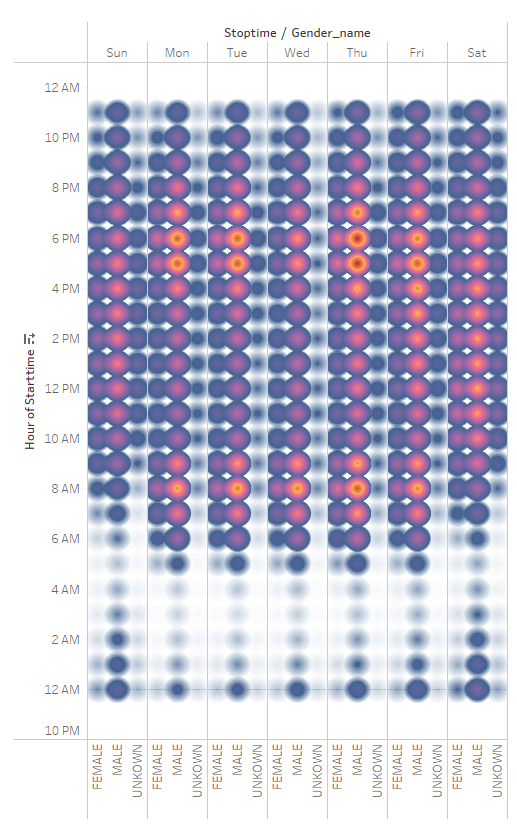 Stoptime / Gender_name
Sun Mon Tue Wed Thu Fri Sat
Hour of Starttime
12 AM
10 PM
8 PM
6 PM
4 PM
2 PM
12 PM
10 AM
8 AM
6 AM
4 AM
2 AM
12 AM
10 PM
FEMALE MALE UNKOWN FEMALE MALE UNKOWN FEMALE MALE UNKOWN FEMALE MALE UNKOWN FEMALE MALE UNKOWN FEMALE MALE UNKOWN FEMALE MALE UNKOWN